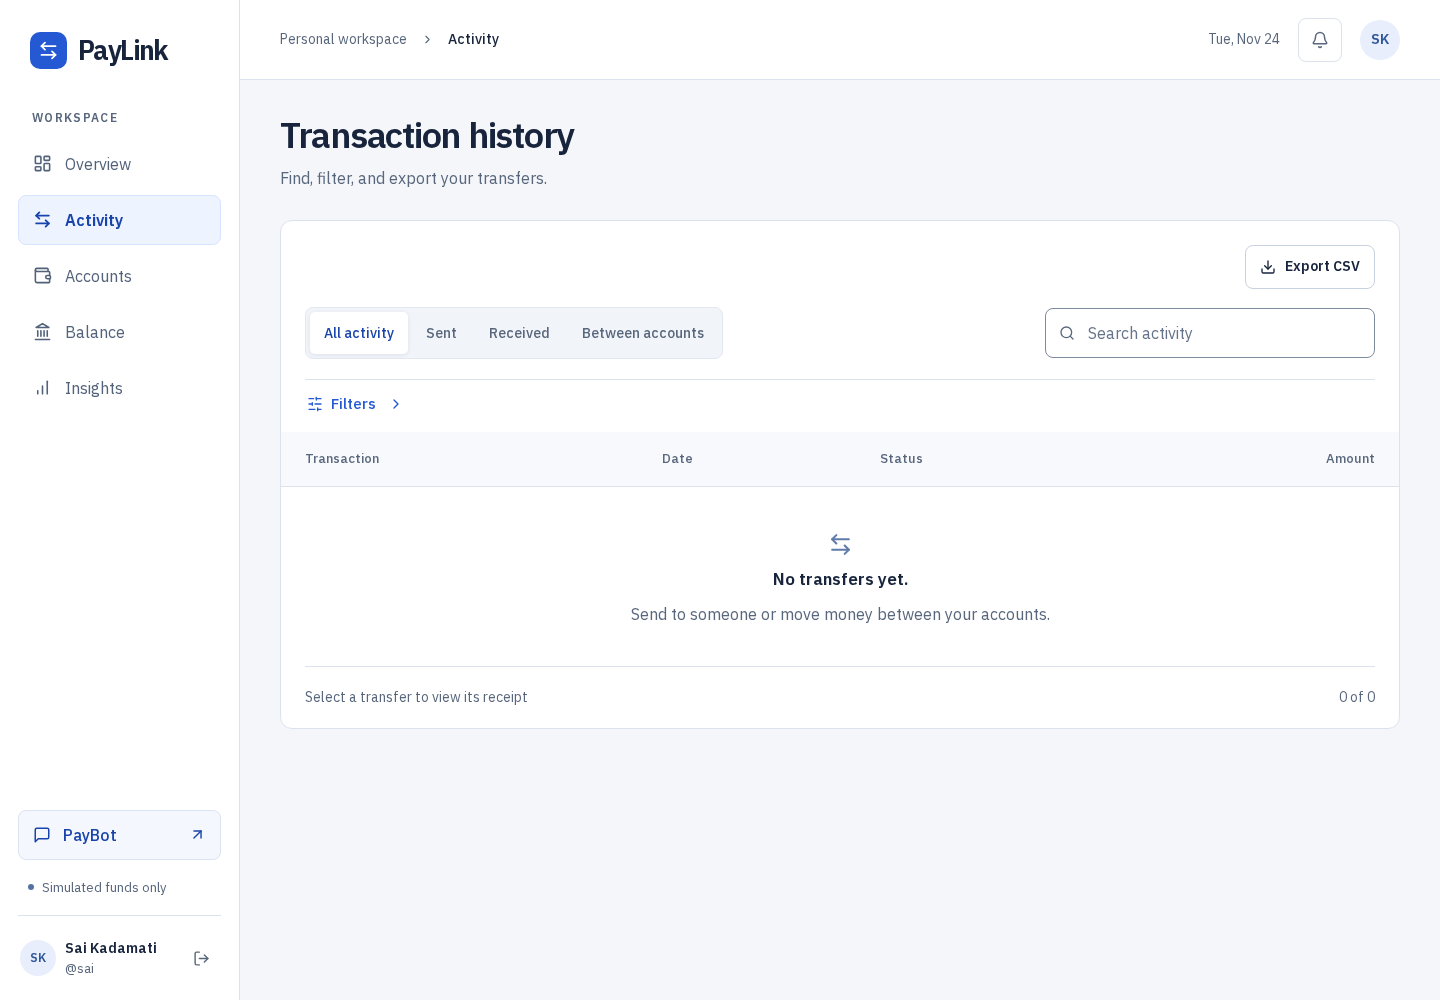 PayLink
WORKSPACE
Overview
Activity
Accounts
Balance
Insights
PayBot
Simulated funds only
SK
Sai Kadamati
@sai
Personal workspace
Activity
Tue, Nov 24
SK
Transaction history
Find, filter, and export your transfers.
Export CSV
All activity
Sent
Received
Between accounts
Search activity
Filters
Transaction
Date
Status
Amount
No transfers yet.
Send to someone or move money between your accounts.
Select a transfer to view its receipt
0 of 0